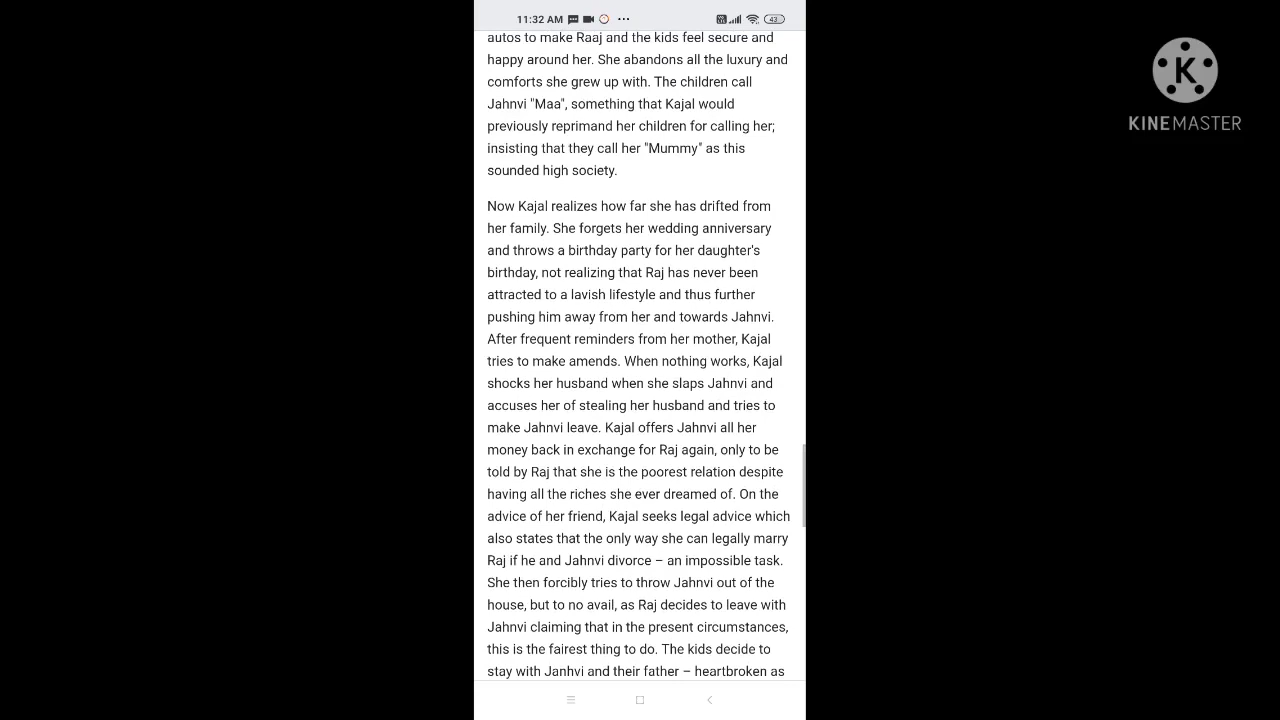 11:32 AM
43
autos to make Raaj and the kids feel secure and
happy around her. She abandons all the luxury and
comforts she grew up with. The children call
Jahnvi "Maa", something that Kajal would
previously reprimand her children for calling her;
insisting that they call her "Mummy" as this
sounded high society.
Now Kajal realizes how far she has drifted from
her family. She forgets her wedding anniversary
and throws a birthday party for her daughter's
birthday, not realizing that Raj has never been
attracted to a lavish lifestyle and thus further
pushing him away from her and towards Jahnvi.
After frequent reminders from her mother, Kajal
tries to make amends. When nothing works, Kajal
shocks her husband when she slaps Jahnvi and
accuses her of stealing her husband and tries to
make Jahnvi leave. Kajal offers Jahnvi all her
money back in exchange for Raj again, only to be
told by Raj that she is the poorest relation despite
having all the riches she ever dreamed of. On the
advice of her friend, Kajal seeks legal advice which
also states that the only way she can legally marry
Raj if he and Jahnvi divorce – an impossible task.
She then forcibly tries to throw Jahnvi out of the
house, but to no avail, as Raj decides to leave with
Jahnvi claiming that in the present circumstances,
this is the fairest thing to do. The kids decide to
stay with Janhvi and their father – heartbroken as
K
KINEMASTER